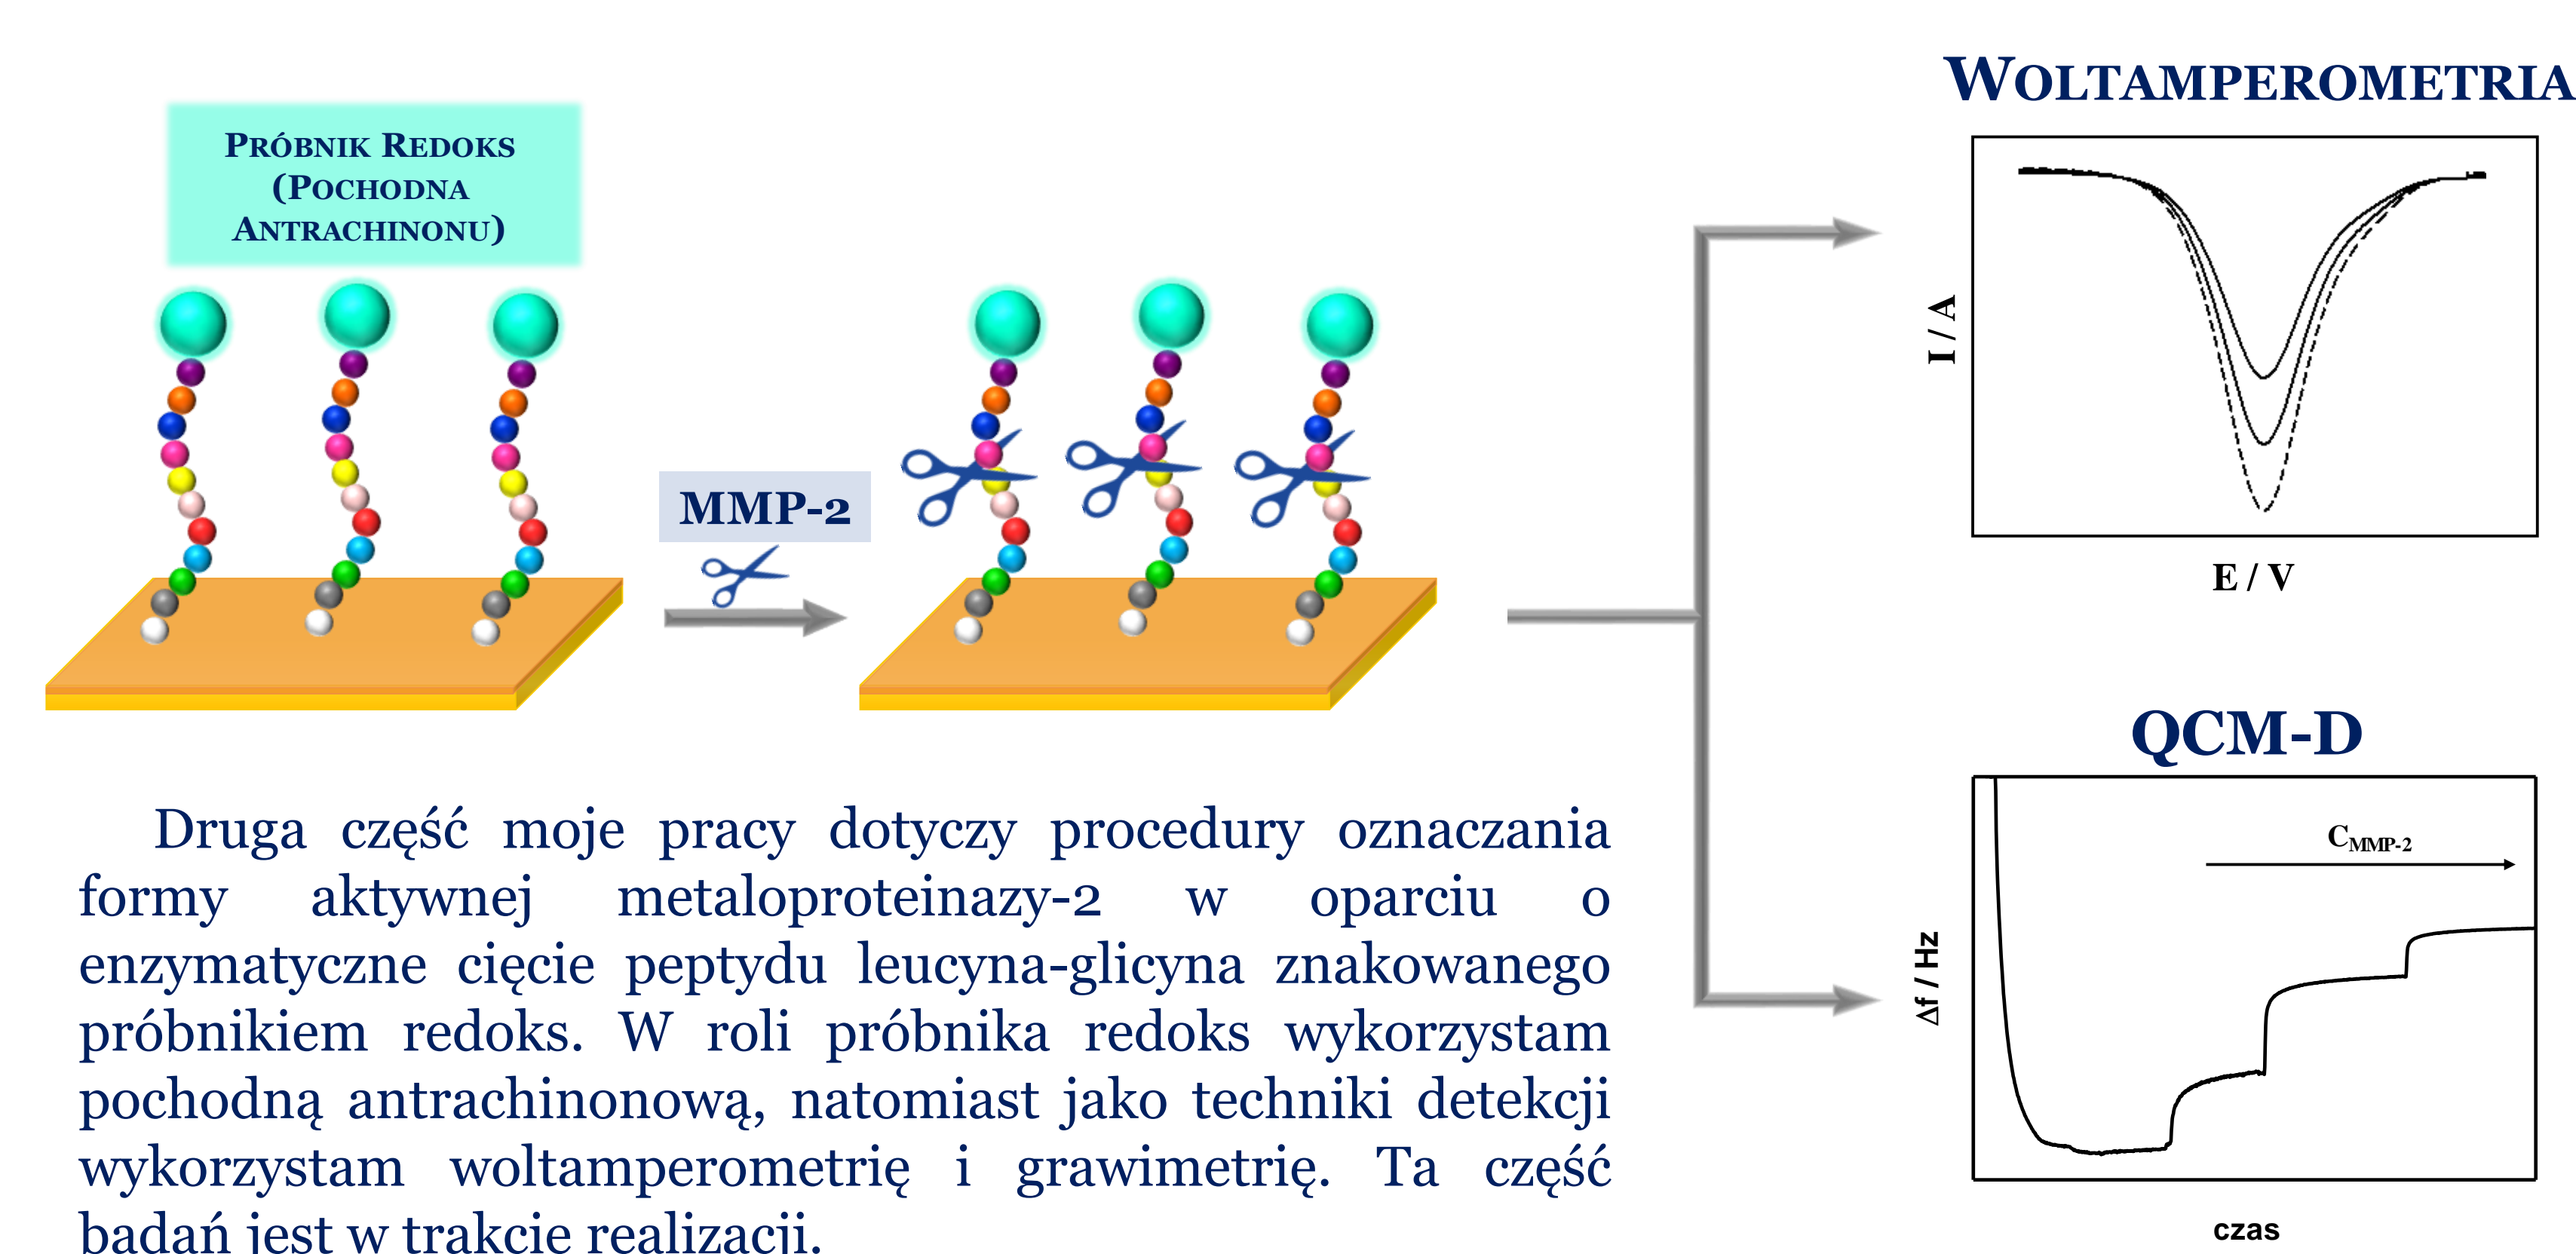 WOLTAMPEROMETRIA
PRÓBNIK REDOKS
(POCHODNA
ANTRACHINONU)
MMP-2
I / A
E / V
QCM-D
CMMP-2
Δf / Hz
czas
Druga część moje pracy dotyczy procedury oznaczania
formy aktywnej metaloproteinazy-2 w oparciu o
enzymatyczne cięcie peptydu leucyna-glicyna znakowanego
próbnikiem redoks. W roli próbnika redoks wykorzystam
pochodną antrachinonową, natomiast jako techniki detekcji
wykorzystam woltamperometrię i grawimetrię. Ta część
badań jest w trakcie realizacji.